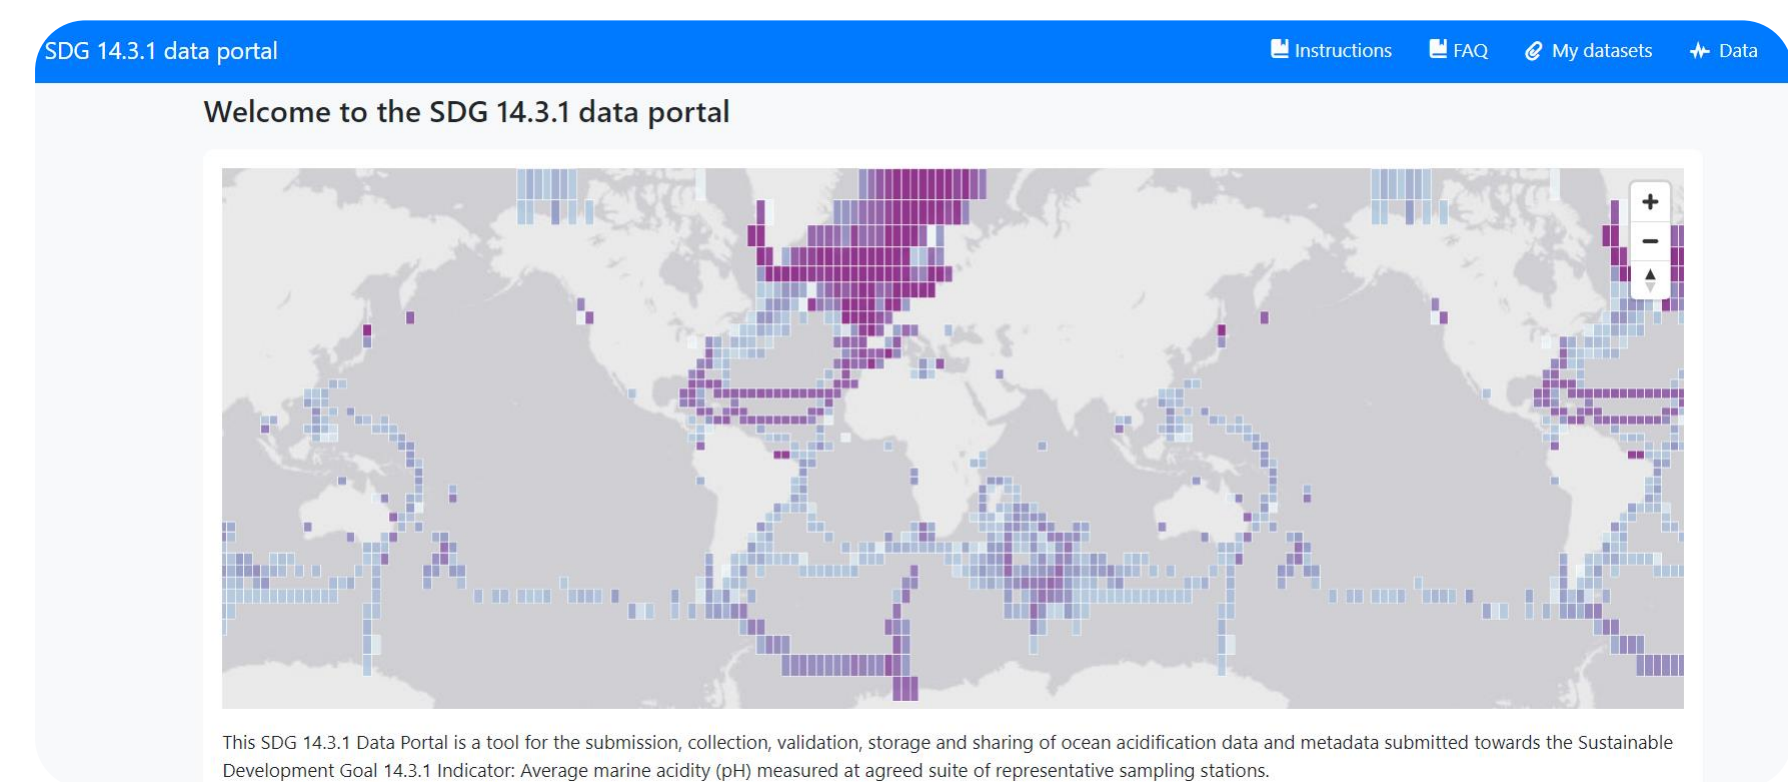 SDG 14.3.1 data portal
Instructions
FAQ
My datasets
Data
Welcome to the SDG 14.3.1 data portal
This SDG 14.3.1 Data Portal is a tool for the submission, collection, validation, storage and sharing of ocean acidification data and metadata submitted towards the Sustainable
Development Goal 14.3.1 Indicator: Average marine acidity (pH) measured at agreed suite of representative sampling stations.